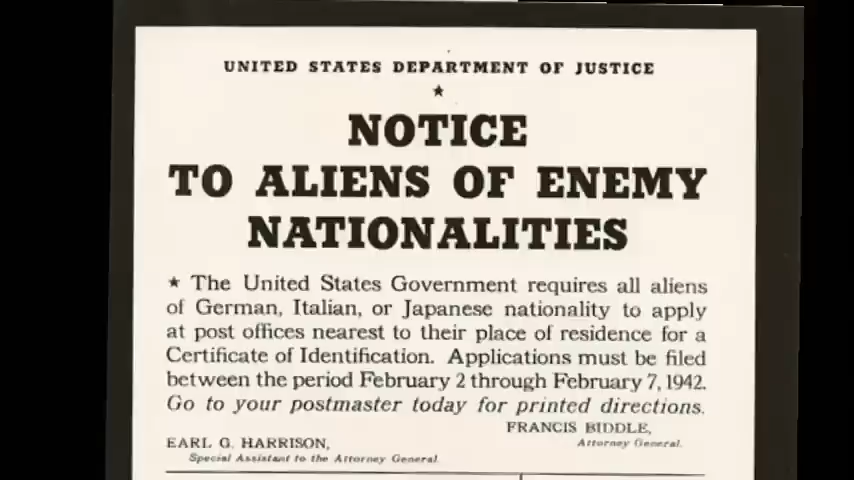 UNITED STATES DEPARTMENT OF JUSTICE
NOTICE
TO ALIENS OF ENEMY
NATIONALITIES
★ The United States Government requires all aliens
of German, Italian, or Japanese nationality to apply
at post offices nearest to their place of residence for a
Certificate of Identification. Applications must be filed
between the period February 2 through February 7, 1942.
Go to your postmaster today for printed directions.
FRANCIS BIDDLE,
Attorney General.
EARL G. HARRISON,
Special Assistant to the Attorney General.